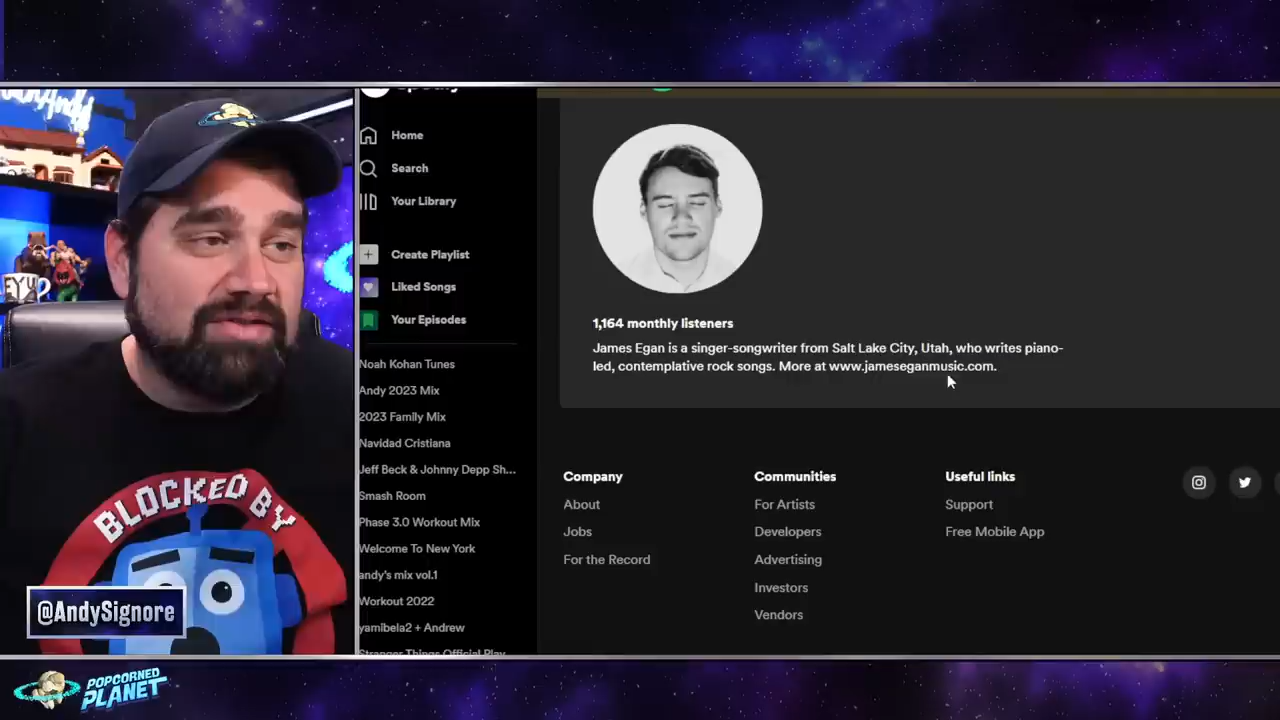 Home
Search
Your Library
Create Playlist
Liked Songs
Your Episodes
Noah Kohan Tunes
Andy 2023 Mix
2023 Family Mix
Navidad Cristiana
Jeff Beck & Johnny Depp Sh...
Smash Room
Phase 3.0 Workout Mix
Welcome To New York
andy's mix vol.1
Workout 2022
yamibela2 + Andrew
Stranger Things Official Play
1,164 monthly listeners
James Egan is a singer-songwriter from Salt Lake City, Utah, who writes piano-
led, contemplative rock songs. More at www.jameseganmusic.com.
Company
About
Jobs
For the Record
Communities
For Artists
Developers
Advertising
Investors
Vendors
Useful links
Support
Free Mobile App
BLOCKED BY
@AndySignore
POPCORNED
PLANET